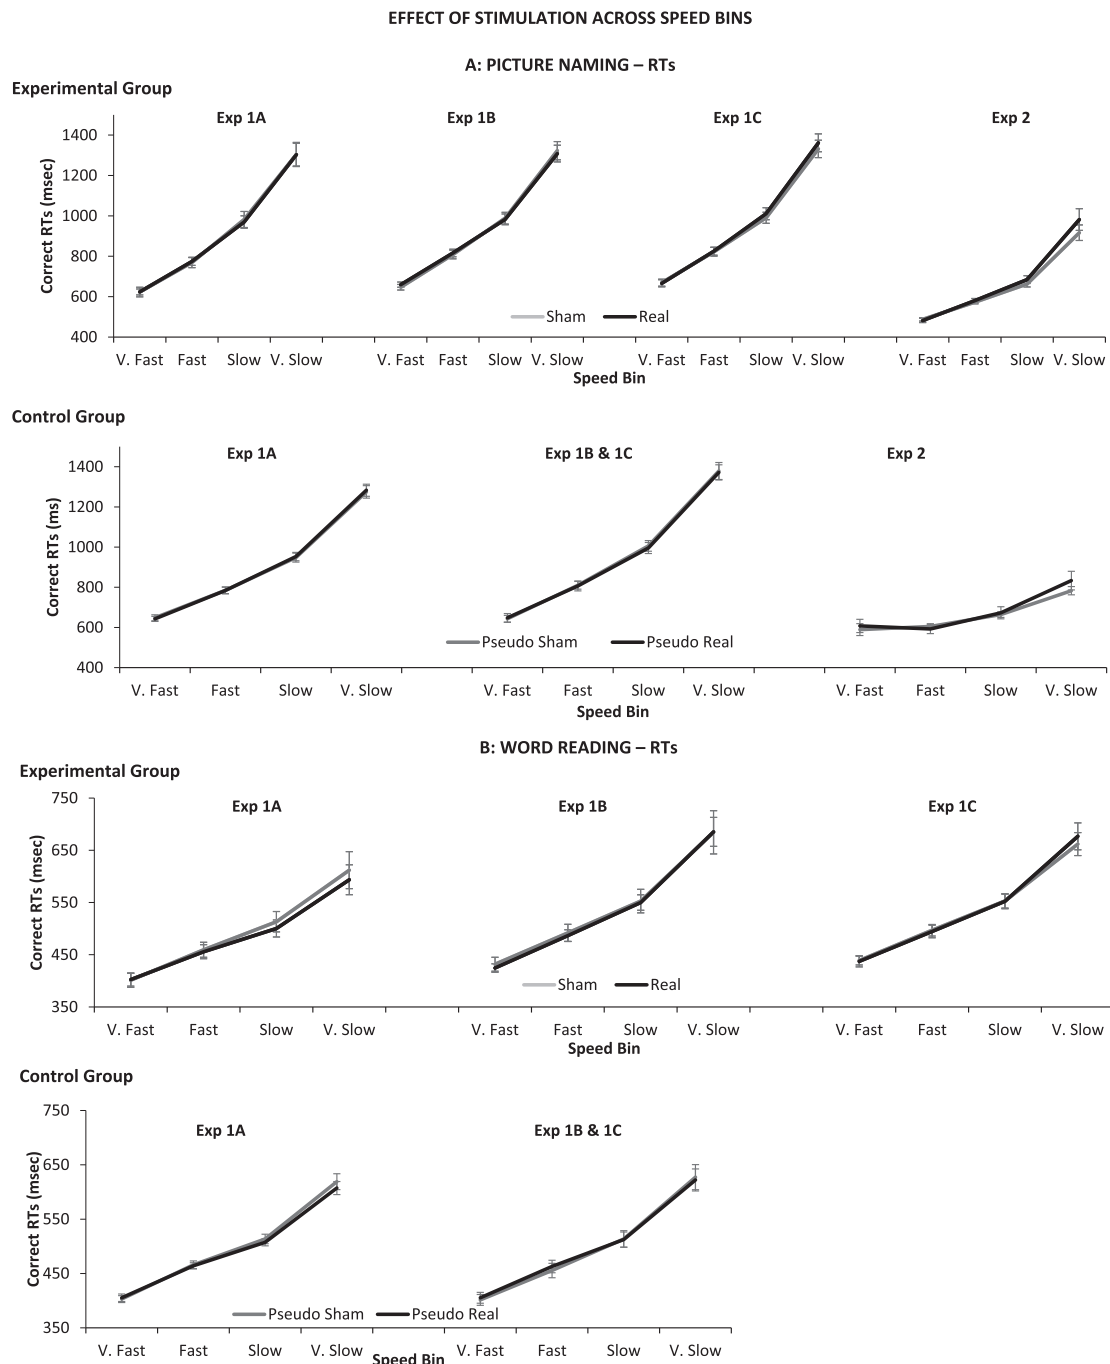 EFFECT OF STIMULATION ACROSS SPEED BINS
A: PICTURE NAMING – RTs
Experimental Group
Exp 1A Exp 1B Exp 1C Exp 2
Correct RTs (msec)
1400
1200
1000
800
600
400
Sham Real
V. Fast Fast Slow V. Slow V. Fast Fast Slow V. Slow V. Fast Fast Slow V. Slow V. Fast Fast Slow V. Slow
Speed Bin
Control Group
Exp 1A Exp 1B & 1C Exp 2
Correct RTs (ms)
1400
1200
1000
800
600
400
Pseudo Sham Pseudo Real
V. Fast Fast Slow V. Slow V. Fast Fast Slow V. Slow V. Fast Fast Slow V. Slow
Speed Bin
B: WORD READING – RTs
Experimental Group
Exp 1A Exp 1B Exp 1C
Correct RTs (msec)
750
650
550
450
350
Sham Real
V. Fast Fast Slow V. Slow V. Fast Fast Slow V. Slow V. Fast Fast Slow V. Slow
Speed Bin
Control Group
Exp 1A Exp 1B & 1C
Correct RTs (msec)
750
650
550
450
350
Pseudo Sham Pseudo Real
V. Fast Fast Slow V. Slow V. Fast Fast Slow V. Slow
Speed Bin